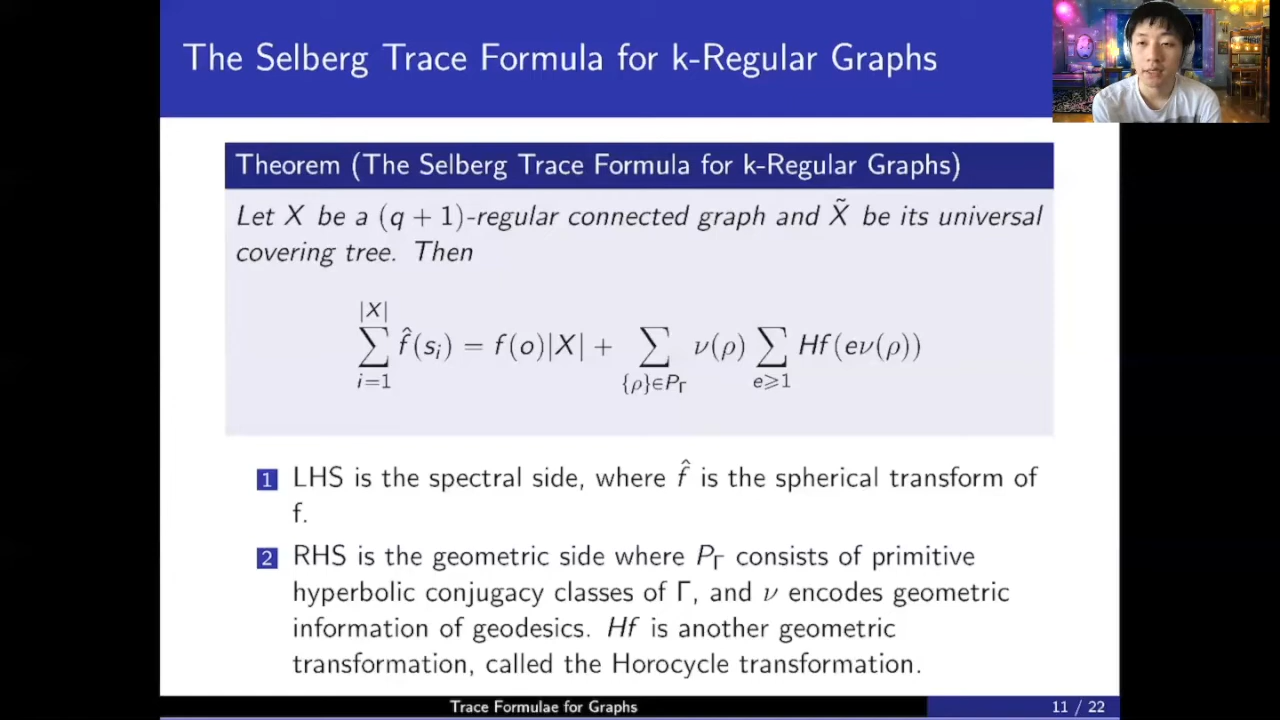 The Selberg Trace Formula for k-Regular Graphs
Theorem (The Selberg Trace Formula for k-Regular Graphs)
Let X be a (q + 1)-regular connected graph and X̃ be its universal
covering tree. Then
∑_{i=1}^{|X|} f̂(s_i) = f(o)|X| + ∑_{{ρ}∈P_Γ} ν(ρ) ∑_{e⩾1} Hf(eν(ρ))
1 LHS is the spectral side, where f̂ is the spherical transform of
f.
2 RHS is the geometric side where P_Γ consists of primitive
hyperbolic conjugacy classes of Γ, and ν encodes geometric
information of geodesics. Hf is another geometric
transformation, called the Horocycle transformation.
Trace Formulae for Graphs
11 / 22